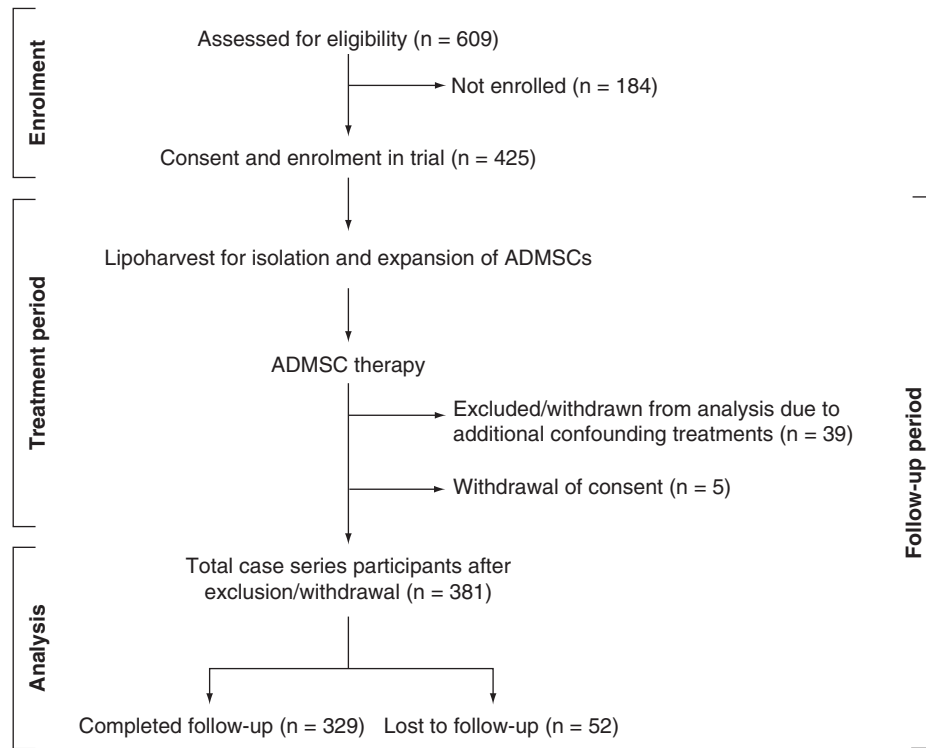 Enrolment
Assessed for eligibility (n = 609)
Not enrolled (n = 184)
Consent and enrolment in trial (n = 425)
Treatment period
Lipoharvest for isolation and expansion of ADMSCs
ADMSC therapy
Excluded/withdrawn from analysis due to
additional confounding treatments (n = 39)
Withdrawal of consent (n = 5)
Follow-up period
Analysis
Total case series participants after
exclusion/withdrawal (n = 381)
Completed follow-up (n = 329)
Lost to follow-up (n = 52)